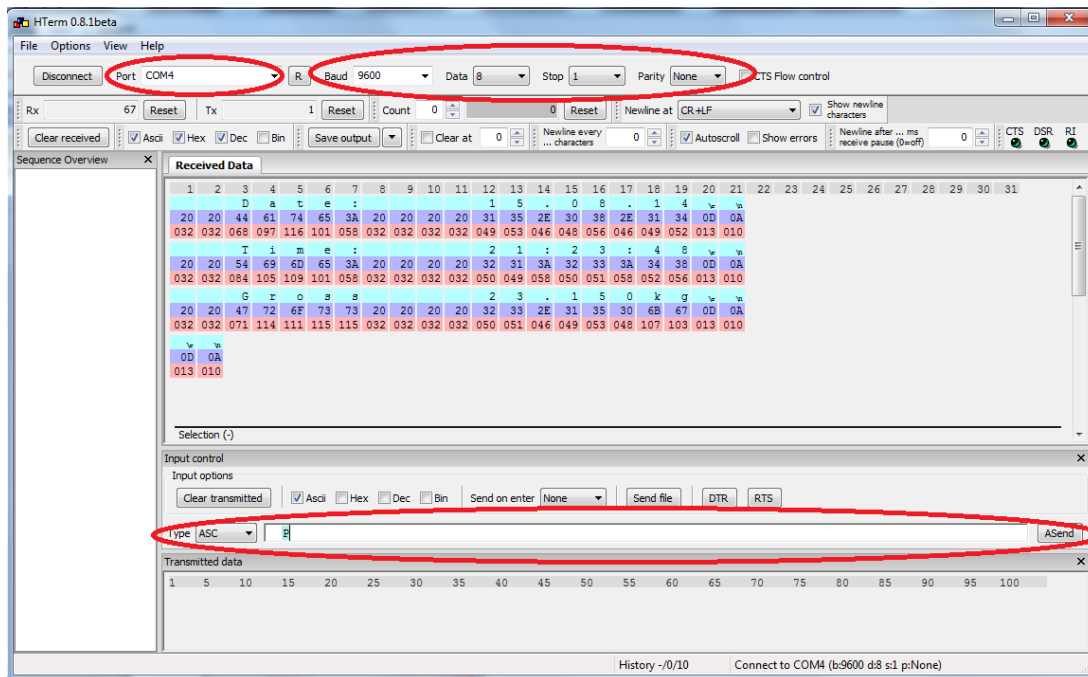 HTerm 0.8.1beta
File Options View Help
Disconnect Port COM4 R Baud 9600 Data 8 Stop 1 Parity None CTS Flow control
Rx 67 Reset Tx 1 Reset Count 0 0 Reset Newline at CR+LF Show newline characters
Clear received Ascii Hex Dec Bin Save output Clear at 0 Newline every ... characters 0 Autoscroll Show errors Newline after ... ms receive pause (0=off) 0 CTS DSR RI
Sequence Overview X Received Data
1 2 3 4 5 6 7 8 9 10 11 12 13 14 15 16 17 18 19 20 21 22 23 24 25 26 27 28 29 30 31
D a t e : 1 5 . 0 8 . 1 4 \r \n
20 20 44 61 74 65 3A 20 20 20 20 31 35 2E 30 38 2E 31 34 0D 0A
032 032 068 097 116 101 058 032 032 032 032 049 053 046 048 056 046 049 052 013 010
T i m e : 2 1 : 2 3 : 4 8 \r \n
20 20 54 69 6D 65 3A 20 20 20 20 32 31 3A 32 33 3A 34 38 0D 0A
032 032 084 105 109 101 058 032 032 032 032 050 049 058 050 051 058 052 056 013 010
G r o s s 2 3 . 1 5 0 k g \r \n
20 20 47 72 6F 73 73 20 20 20 20 32 33 2E 31 35 30 6B 67 0D 0A
032 032 071 114 111 115 115 032 032 032 032 050 051 046 049 053 048 107 103 013 010
\r \n
0D 0A
013 010
Selection (-)
Input control X
Input options
Clear transmitted Ascii Hex Dec Bin Send on enter None Send file DTR RTS
Type ASC P ASend
Transmitted data X
1 5 10 15 20 25 30 35 40 45 50 55 60 65 70 75 80 85 90 95 100
History -/0/10 Connect to COM4 (b:9600 d:8 s:1 p:None)